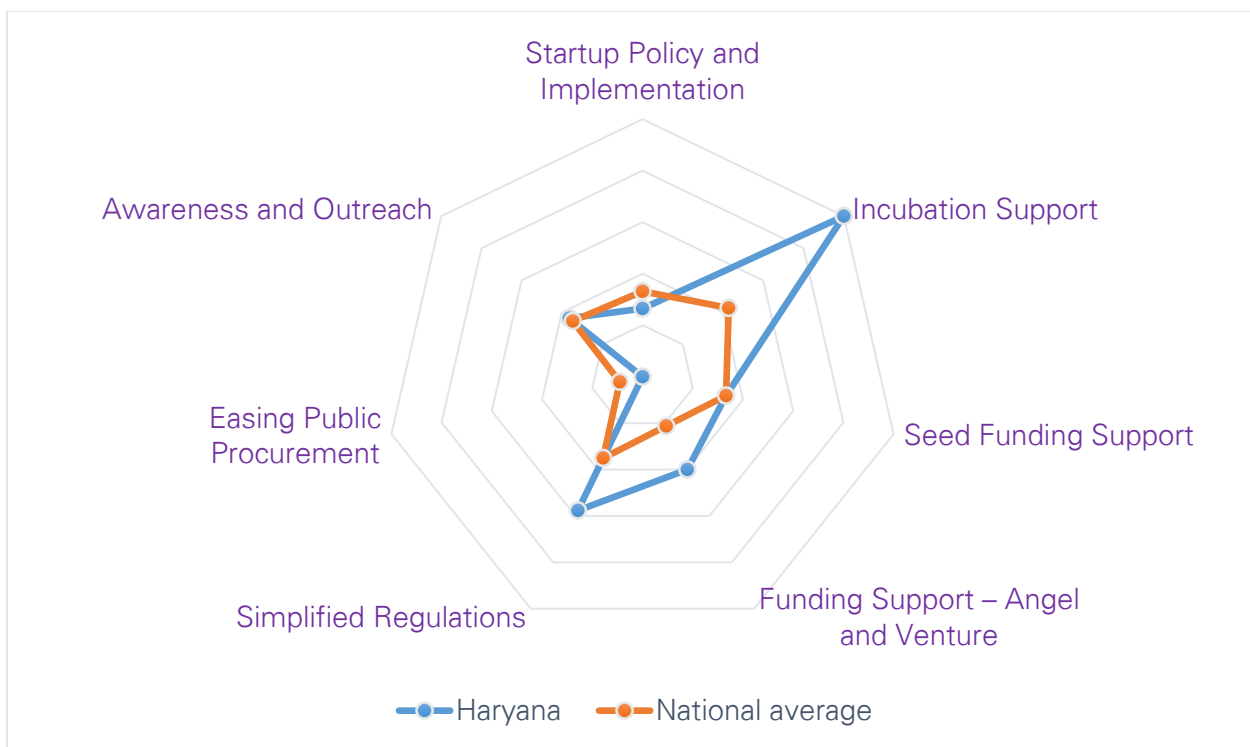 Startup Policy and
Implementation
Awareness and Outreach
Incubation Support
Easing Public
Procurement
Seed Funding Support
Simplified Regulations
Funding Support – Angel
and Venture
Haryana
National average